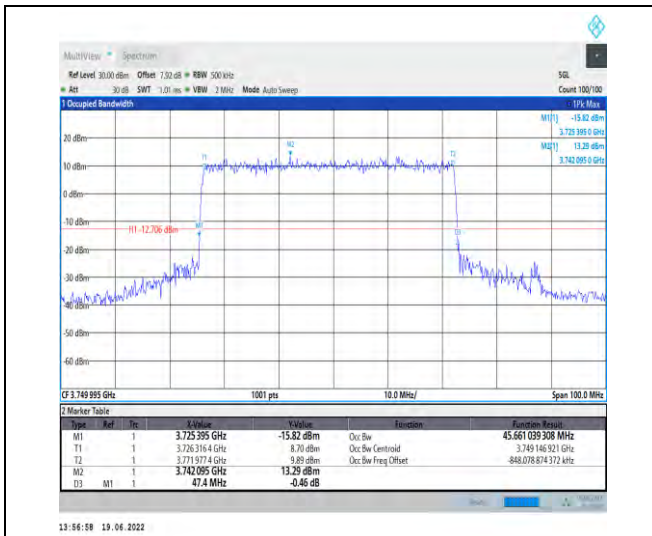 MultiView Spectrum
Ref Level 30.00 dBm Offset 7.92 dB RBW 500 kHz SGL
Att 30 dB SWT 1.01 ms VBW 2 MHz Mode Auto Sweep Count 100/100
1 Occupied Bandwidth 1Pk Max
M1[1] -15.82 dBm
3.725 395 0 GHz
M2[1] 13.29 dBm
3.742 095 0 GHz
20 dBm
T1 M2 T2
10 dBm
0 dBm
-10 dBm
H1 -12.706 dBm M1
D3
-20 dBm
-30 dBm
-40 dBm
-50 dBm
-60 dBm
CF 3.749 995 GHz 1001 pts 10.0 MHz/ Span 100.0 MHz
2 Marker Table
Type Ref Trc X-Value Y-Value Function Function Result
M1 1 3.725 395 GHz -15.82 dBm Occ Bw 45.661 039 308 MHz
T1 1 3.726 316 4 GHz 8.70 dBm Occ Bw Centroid 3.749 146 921 GHz
T2 1 3.771 977 4 GHz 9.89 dBm Occ Bw Freq Offset -848.078 874 372 kHz
M2 1 3.742 095 GHz 13.29 dBm
D3 M1 1 47.4 MHz -0.46 dB
13:56:58 19.06.2022